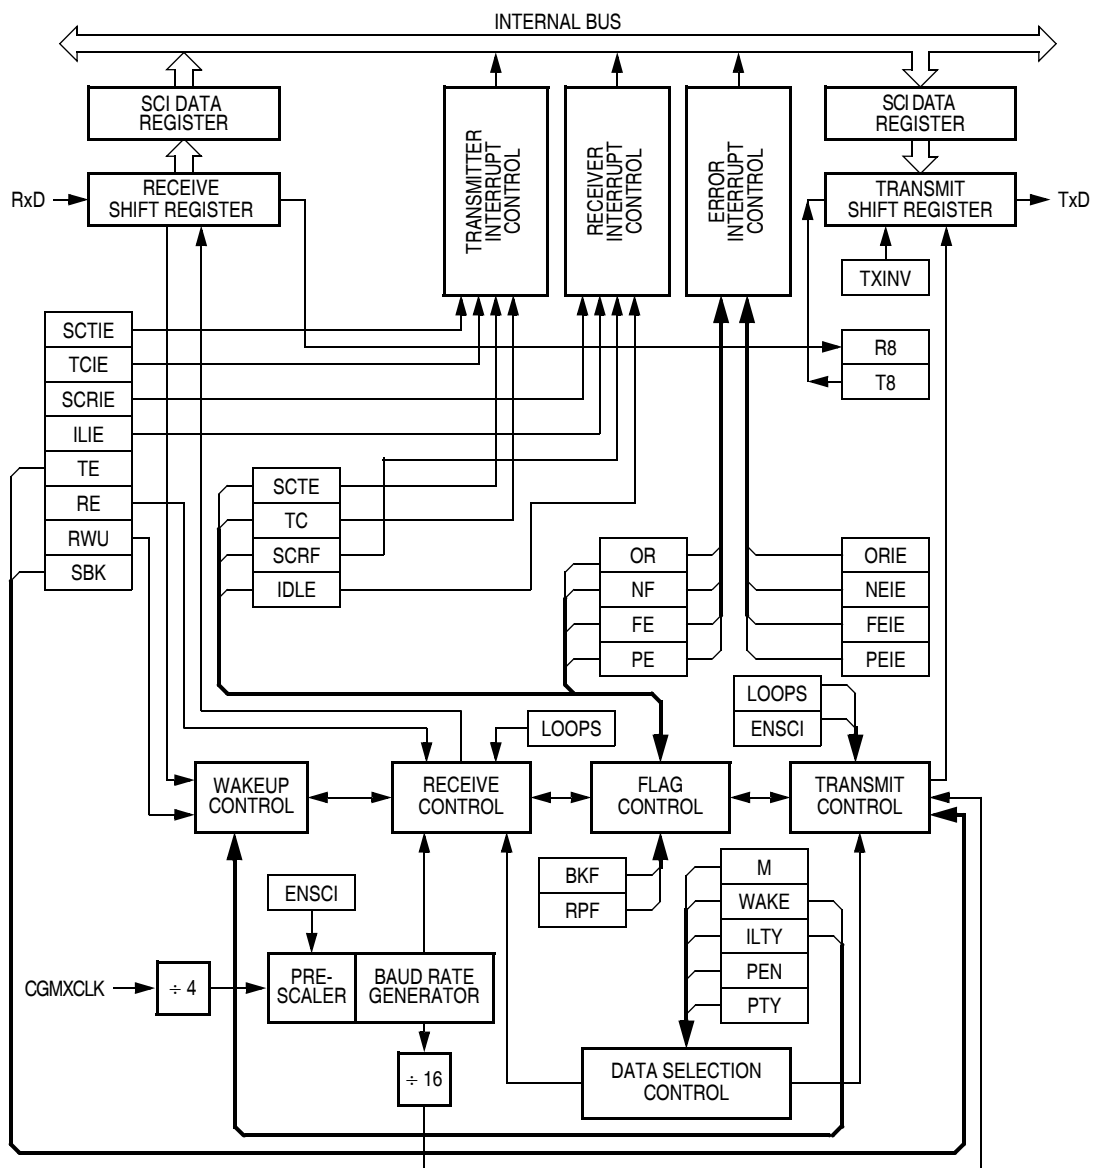 INTERNAL BUS
SCI DATA
REGISTER
TRANSMITTER
INTERRUPT
CONTROL
RECEIVER
INTERRUPT
CONTROL
ERROR
INTERRUPT
CONTROL
SCI DATA
REGISTER
RxD
RECEIVE
SHIFT REGISTER
TRANSMIT
SHIFT REGISTER
TxD
TXINV
SCTIE
TCIE
SCRIE
ILIE
TE
RE
RWU
SBK
R8
T8
SCTE
TC
SCRF
IDLE
OR
NF
FE
PE
ORIE
NEIE
FEIE
PEIE
LOOPS
ENSCI
LOOPS
WAKEUP
CONTROL
RECEIVE
CONTROL
FLAG
CONTROL
TRANSMIT
CONTROL
BKF
RPF
M
WAKE
ILTY
PEN
PTY
ENSCI
CGMXCLK
÷ 4
PRE-
SCALER
BAUD RATE
GENERATOR
÷ 16
DATA SELECTION
CONTROL